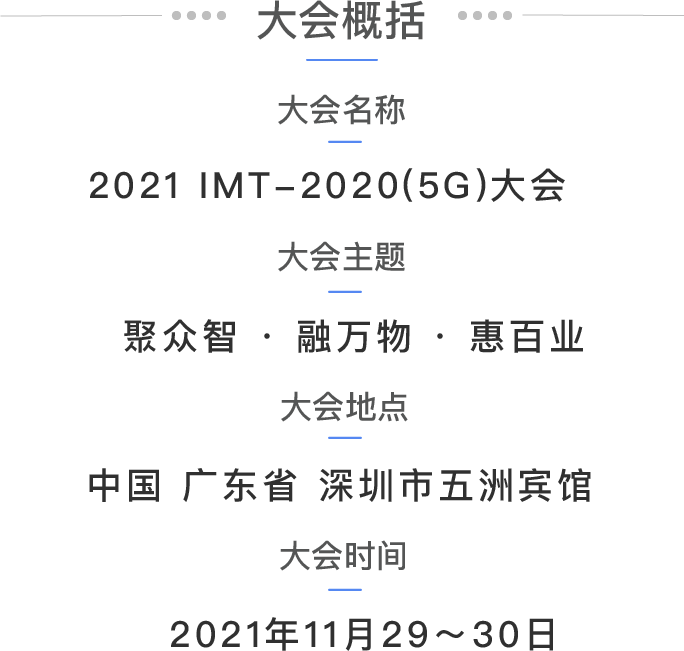 大会概括
大会名称
2021 IMT-2020(5G)大会
大会主题
聚众智 · 融万物 · 惠百业
大会地点
中国 广东省 深圳市五洲宾馆
大会时间
2021年11月29～30日